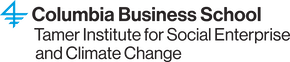 Columbia Business School
Tamer Institute for Social Enterprise
and Climate Change